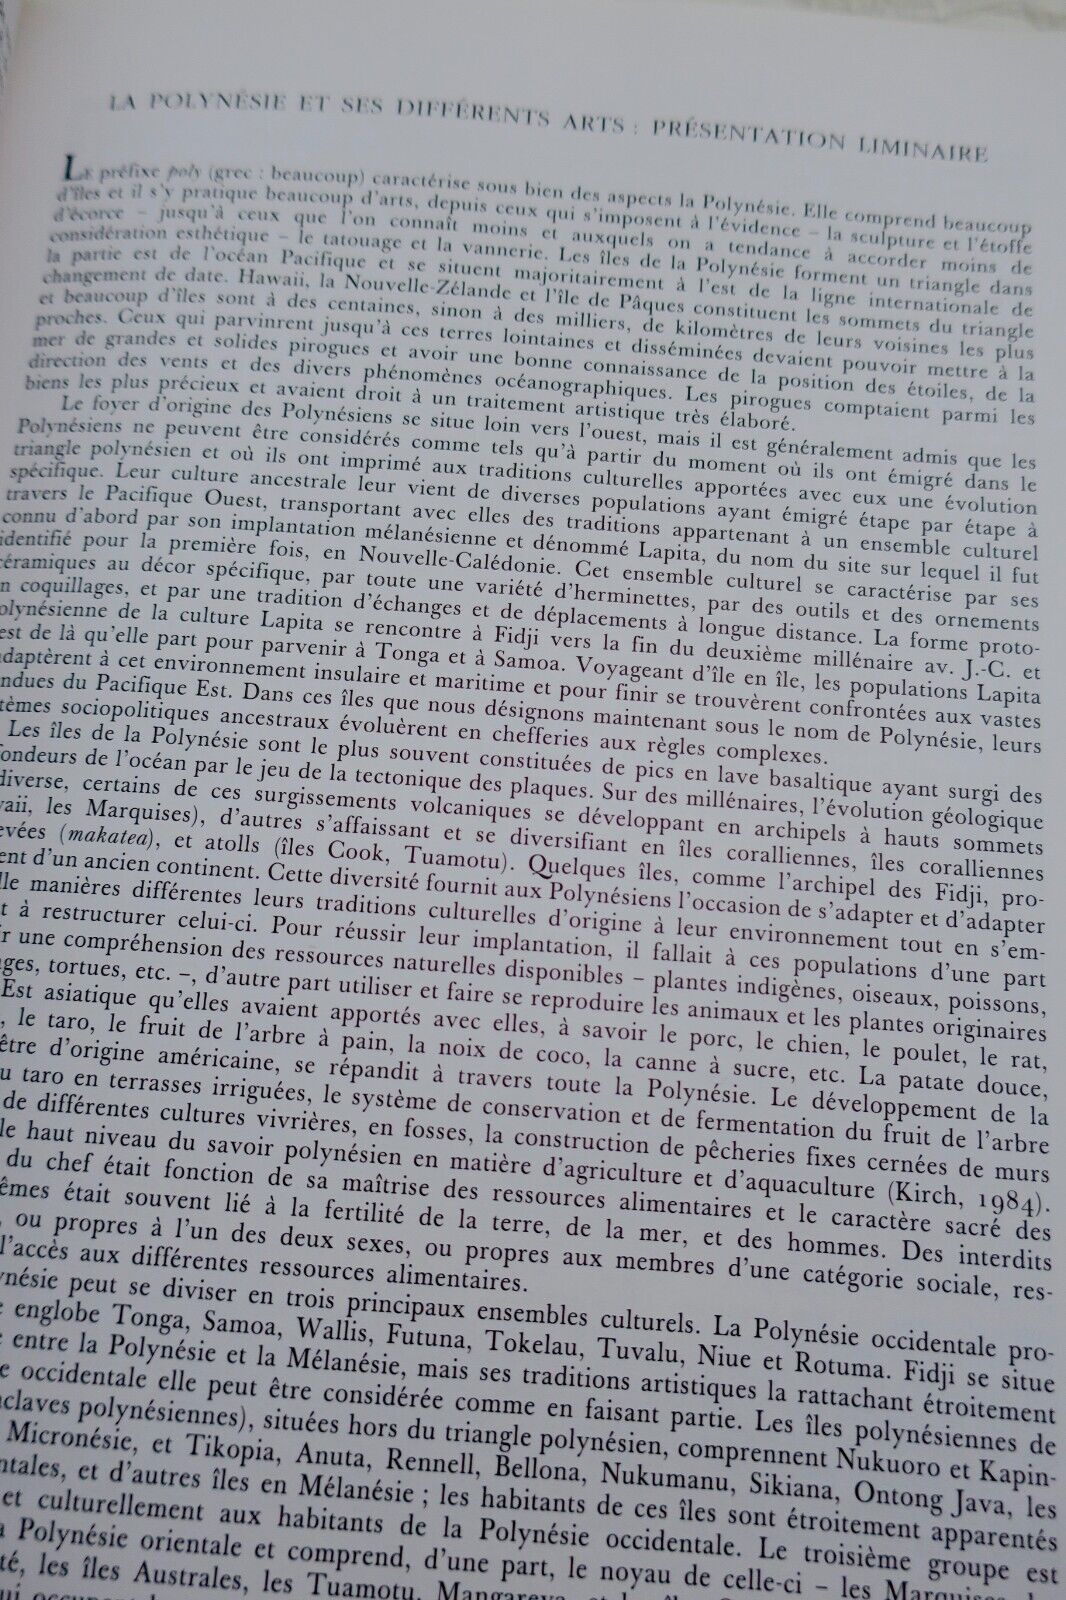 LA POLYNÉSIE ET SES DIFFÉRENTS ARTS : PRÉSENTATION LIMINAIRE
Le préfixe poly (grec : beaucoup) caractérise sous bien des aspects la Polynésie. Elle comprend beaucoup
d'îles et il s'y pratique beaucoup d'arts, depuis ceux qui s'imposent à l'évidence – la sculpture et l'étoffe
d'écorce – jusqu'à ceux que l'on connaît moins et auxquels on a tendance à accorder moins de
considération esthétique – le tatouage et la vannerie. Les îles de la Polynésie forment un triangle dans
la partie est de l'océan Pacifique et se situent majoritairement à l'est de la ligne internationale de
changement de date. Hawaii, la Nouvelle-Zélande et l'île de Pâques constituent les sommets du triangle
et beaucoup d'îles sont à des centaines, sinon à des milliers, de kilomètres de leurs voisines les plus
proches. Ceux qui parvinrent jusqu'à ces terres lointaines et disséminées devaient pouvoir mettre à la
mer de grandes et solides pirogues et avoir une bonne connaissance de la position des étoiles, de la
direction des vents et des divers phénomènes océanographiques. Les pirogues comptaient parmi les
biens les plus précieux et avaient droit à un traitement artistique très élaboré.
Le foyer d'origine des Polynésiens se situe loin vers l'ouest, mais il est généralement admis que les
Polynésiens ne peuvent être considérés comme tels qu'à partir du moment où ils ont émigré dans le
triangle polynésien et où ils ont imprimé aux traditions culturelles apportées avec eux une évolution
spécifique. Leur culture ancestrale leur vient de diverses populations ayant émigré étape par étape à
travers le Pacifique Ouest, transportant avec elles des traditions appartenant à un ensemble culturel
connu d'abord par son implantation mélanésienne et dénommé Lapita, du nom du site sur lequel il fut
identifié pour la première fois, en Nouvelle-Calédonie. Cet ensemble culturel se caractérise par ses
céramiques au décor spécifique, par toute une variété d'herminettes, par des outils et des ornements
n coquillages, et par une tradition d'échanges et de déplacements à longue distance. La forme proto-
olynésienne de la culture Lapita se rencontre à Fidji vers la fin du deuxième millénaire av. J.-C. et
est de là qu'elle part pour parvenir à Tonga et à Samoa. Voyageant d'île en île, les populations Lapita
adaptèrent à cet environnement insulaire et maritime et pour finir se trouvèrent confrontées aux vastes
ndues du Pacifique Est. Dans ces îles que nous désignons maintenant sous le nom de Polynésie, leurs
tèmes sociopolitiques ancestraux évoluèrent en chefferies aux règles complexes.
Les îles de la Polynésie sont le plus souvent constituées de pics en lave basaltique ayant surgi des
fondeurs de l'océan par le jeu de la tectonique des plaques. Sur des millénaires, l'évolution géologique
diverse, certains de ces surgissements volcaniques se développant en archipels à hauts sommets
vaii, les Marquises), d'autres s'affaissant et se diversifiant en îles coralliennes, îles coralliennes
evées (makatea), et atolls (îles Cook, Tuamotu). Quelques îles, comme l'archipel des Fidji, pro-
ent d'un ancien continent. Cette diversité fournit aux Polynésiens l'occasion de s'adapter et d'adapter
lle manières différentes leurs traditions culturelles d'origine à leur environnement tout en s'em-
t à restructurer celui-ci. Pour réussir leur implantation, il fallait à ces populations d'une part
ir une compréhension des ressources naturelles disponibles – plantes indigènes, oiseaux, poissons,
ages, tortues, etc. –, d'autre part utiliser et faire se reproduire les animaux et les plantes originaires
Est asiatique qu'elles avaient apportés avec elles, à savoir le porc, le chien, le poulet, le rat,
, le taro, le fruit de l'arbre à pain, la noix de coco, la canne à sucre, etc. La patate douce,
être d'origine américaine, se répandit à travers toute la Polynésie. Le développement de la
u taro en terrasses irriguées, le système de conservation et de fermentation du fruit de l'arbre
de différentes cultures vivrières, en fosses, la construction de pêcheries fixes cernées de murs
le haut niveau du savoir polynésien en matière d'agriculture et d'aquaculture (Kirch, 1984).
du chef était fonction de sa maîtrise des ressources alimentaires et le caractère sacré des
êmes était souvent lié à la fertilité de la terre, de la mer, et des hommes. Des interdits
, ou propres à l'un des deux sexes, ou propres aux membres d'une catégorie sociale, res-
l'accès aux différentes ressources alimentaires.
ynésie peut se diviser en trois principaux ensembles culturels. La Polynésie occidentale pro-
e englobe Tonga, Samoa, Wallis, Futuna, Tokelau, Tuvalu, Niue et Rotuma. Fidji se situe
e entre la Polynésie et la Mélanésie, mais ses traditions artistiques la rattachant étroitement
e occidentale elle peut être considérée comme en faisant partie. Les îles polynésiennes de
nclaves polynésiennes), situées hors du triangle polynésien, comprennent Nukuoro et Kapin-
Micronésie, et Tikopia, Anuta, Rennell, Bellona, Nukumanu, Sikiana, Ontong Java, les
ntales, et d'autres îles en Mélanésie ; les habitants de ces îles sont étroitement apparentés
et culturellement aux habitants de la Polynésie occidentale. Le troisième groupe est
a Polynésie orientale et comprend, d'une part, le noyau de celle-ci – les Marquises
té, les îles Australes, les Tuamotu, Mangareva